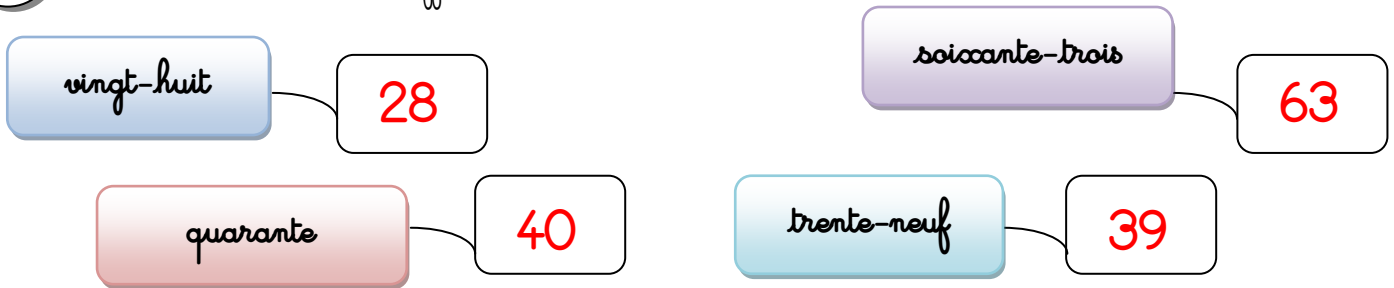 vingt-huit
28
soixante-trois
63
quarante
40
trente-neuf
39